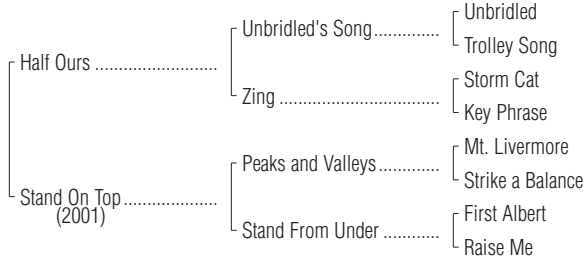 Unbridled
Unbridled's Song..............
Trolley Song
Half Ours ..........................
Storm Cat
Zing ..................................
Key Phrase
Mt. Livermore
Peaks and Valleys.............
Strike a Balance
Stand On Top....................
(2001)
First Albert
Stand From Under ............
Raise Me